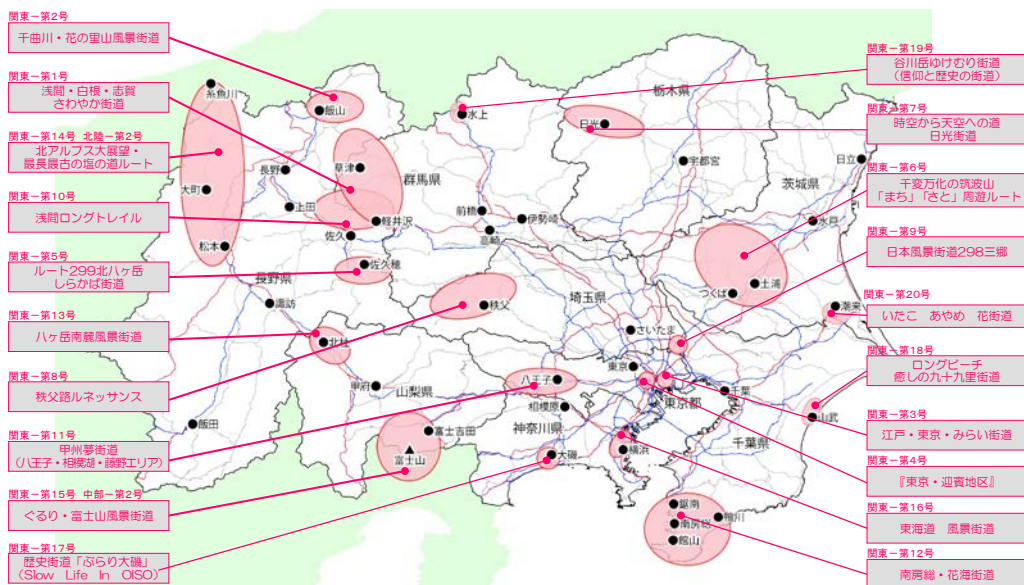 関東－第2号
千曲川・花の里山風景街道
関東－第1号
浅間・白根・志賀
さわやか街道
関東－第14号 北陸－第2号
北アルプス大展望・
最長最古の塩の道ルート
関東－第10号
浅間ロングトレイル
関東－第5号
ルート299北八ヶ岳
しらかば街道
関東－第13号
八ヶ岳南麓風景街道
関東－第8号
秩父路ルネッサンス
関東－第11号
甲州夢街道
(八王子・相模湖・藤野エリア)
関東－第15号 中部－第2号
ぐるり・富士山風景街道
関東－第17号
歴史街道「ぶらり大磯」
(Slow Life In OISO)
糸魚川
飯山
水上
日光
栃木県
宇都宮
日立
茨城県
水戸
長野
草津
群馬県
大町
上田
前橋
伊勢崎
軽井沢
高崎
松本
佐久
佐久穂
長野県
諏訪
秩父
埼玉県
つくば
土浦
潮来
さいたま
北杜
甲府
山梨県
八王子
東京
東京都
千葉
相模原
神奈川県
山武
千葉県
飯田
富士吉田
富士山
大磯
横浜
鋸南
南房総
鴨川
館山
関東－第19号
谷川岳ゆけむり街道
(信仰と歴史の街道)
関東－第7号
時空から天空への道
日光街道
関東－第6号
千変万化の筑波山
「まち」「さと」周遊ルート
関東－第9号
日本風景街道298三郷
関東－第20号
いたこ あやめ 花街道
関東－第18号
ロングビーチ
癒しの九十九里街道
関東－第3号
江戸・東京・みらい街道
関東－第4号
『東京・迎賓地区』
関東－第16号
東海道 風景街道
関東－第12号
南房総・花海街道